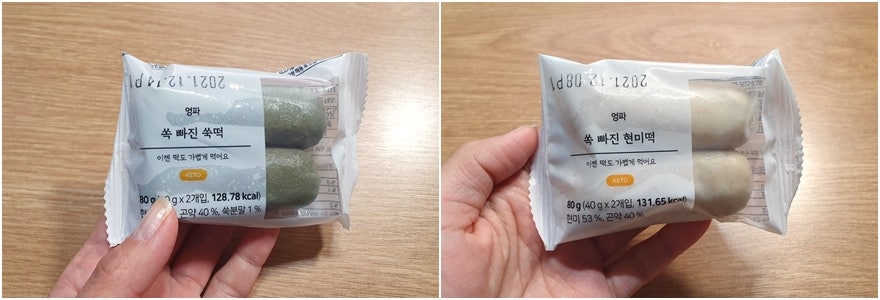 2021.12.14P1
엉파
쏙 빠진 쑥떡
이젠 떡도 가볍게 먹어요
KETO
80 g (40 g x 2개입, 128.78 kcal)
곤약 40 %, 쑥분말 1 %
2021.12.08P1
엉파
쏙 빠진 현미떡
이젠 떡도 가볍게 먹어요
KETO
80 g (40 g x 2개입, 131.65 kcal)
현미 53 %, 곤약 40 %